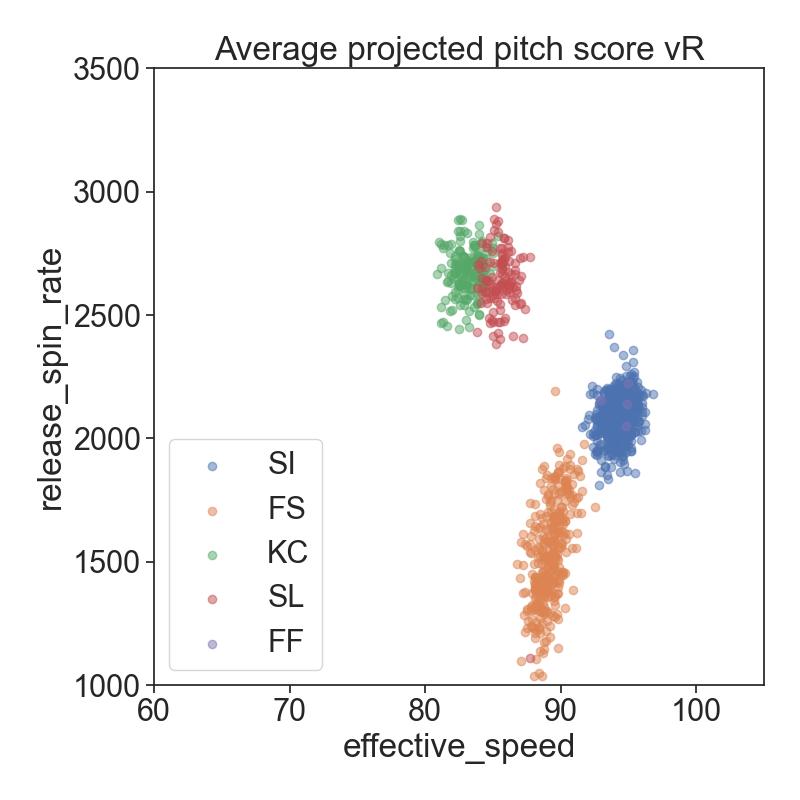 Average projected pitch score vR
3500
3000
2500
2000
1500
1000
release_spin_rate
SI
FS
KC
SL
FF
60 70 80 90 100
effective_speed